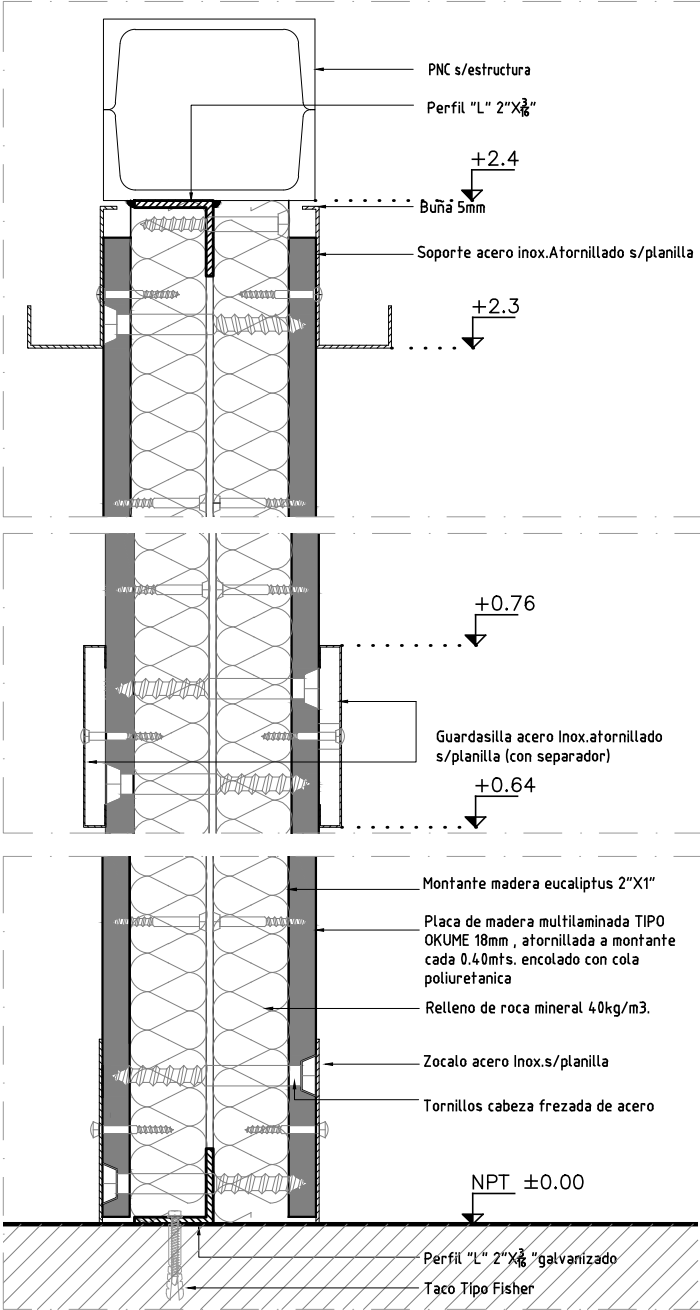 PNC s/estructura
Perfil "L" 2"X3/16"
+2.4
Buña 5mm
Soporte acero inox.Atornillado s/planilla
+2.3
+0.76
Guardasilla acero Inox.atornillado
s/planilla (con separador)
+0.64
Montante madera eucaliptus 2"X1"
Placa de madera multilaminada TIPO
OKUME 18mm , atornillada a montante
cada 0.40mts. encolado con cola
poliuretanica
Relleno de roca mineral 40kg/m3.
Zocalo acero Inox.s/planilla
Tornillos cabeza frezada de acero
NPT ±0.00
Perfil "L" 2"X3/16 "galvanizado
Taco Tipo Fisher